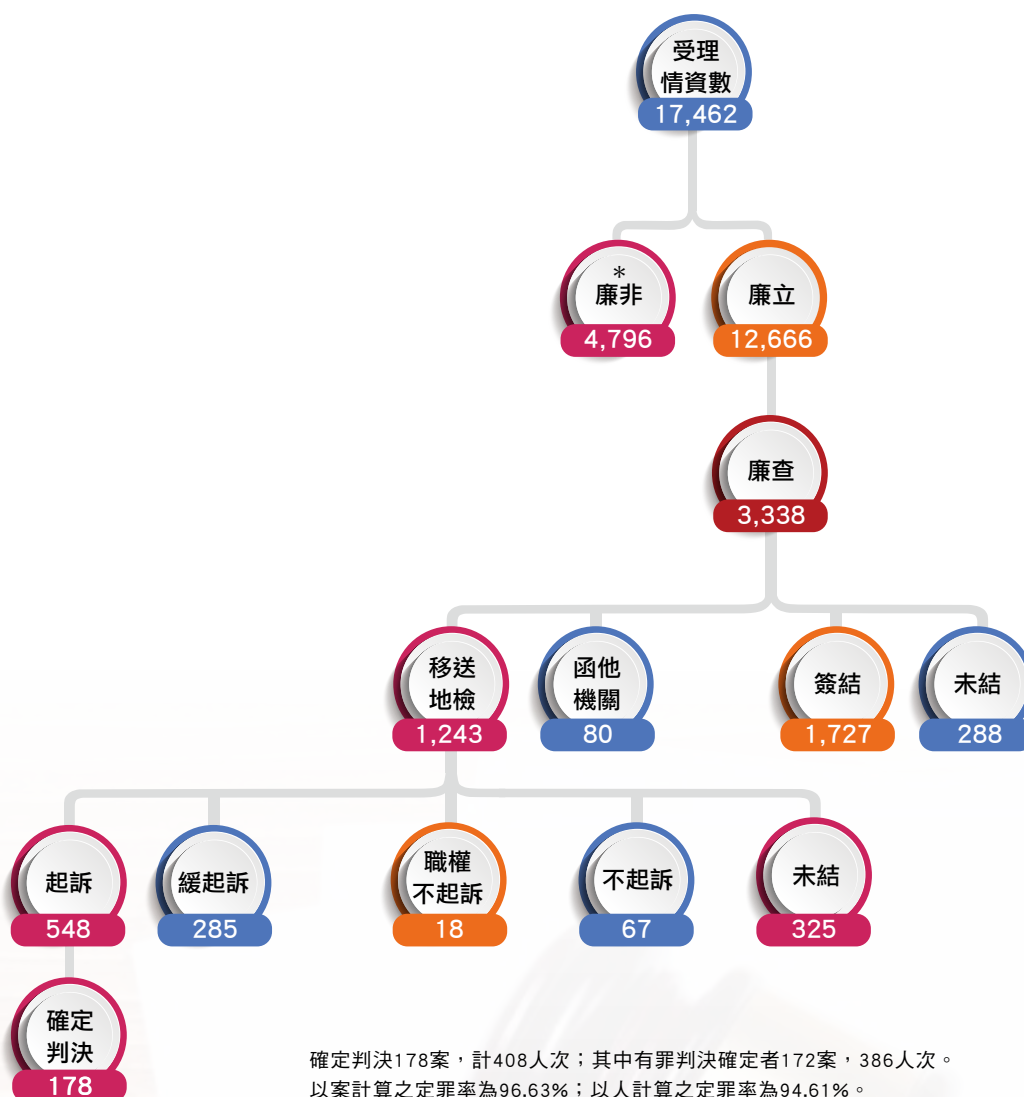 受理
情資數
17,462
*
廉非
4,796
廉立
12,666
廉查
3,338
移送
地檢
1,243
函他
機關
80
簽結
1,727
未結
288
起訴
548
緩起訴
285
職權
不起訴
18
不起訴
67
未結
325
確定
判決
178
確定判決178案，計408人次；其中有罪判決確定者172案，386人次。
以案計算之定罪率為96.63%；以人計算之定罪率為94.61%。